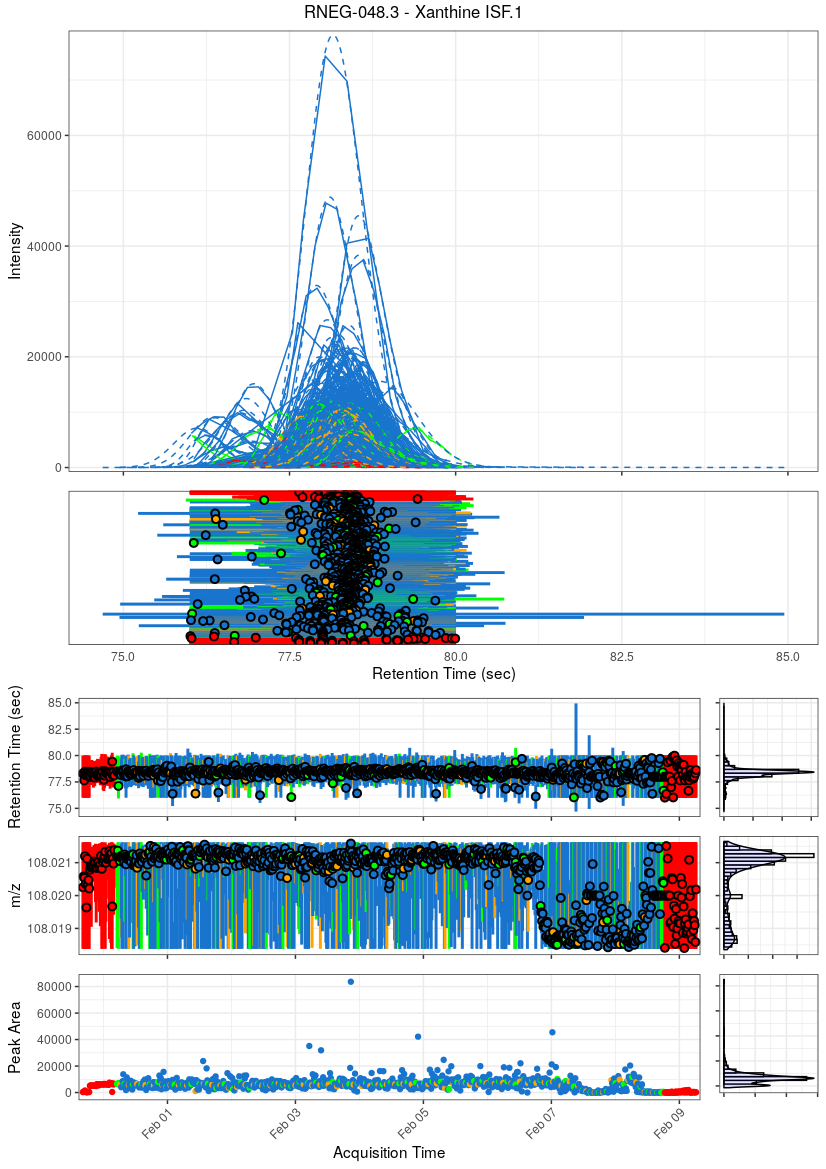 RNEG-048.3 - Xanthine ISF.1
60000
40000
20000
0
Intensity
75.0 77.5 80.0 82.5 85.0
Retention Time (sec)
85.0
82.5
80.0
77.5
75.0
Retention Time (sec)
108.021
108.020
108.019
m/z
80000
60000
40000
20000
0
Peak Area
Feb 01 Feb 03 Feb 05 Feb 07 Feb 09
Acquisition Time